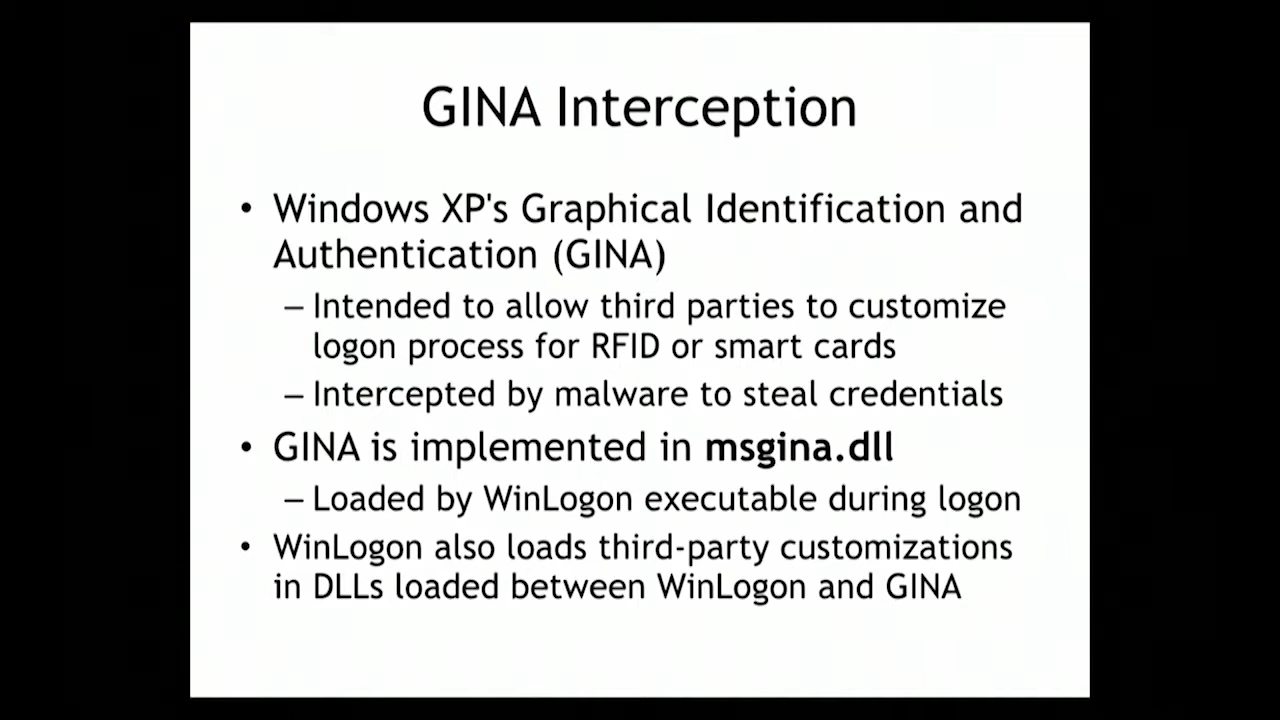 GINA Interception
• Windows XP's Graphical Identification and
Authentication (GINA)
– Intended to allow third parties to customize
logon process for RFID or smart cards
– Intercepted by malware to steal credentials
• GINA is implemented in msgina.dll
– Loaded by WinLogon executable during logon
• WinLogon also loads third-party customizations
in DLLs loaded between WinLogon and GINA